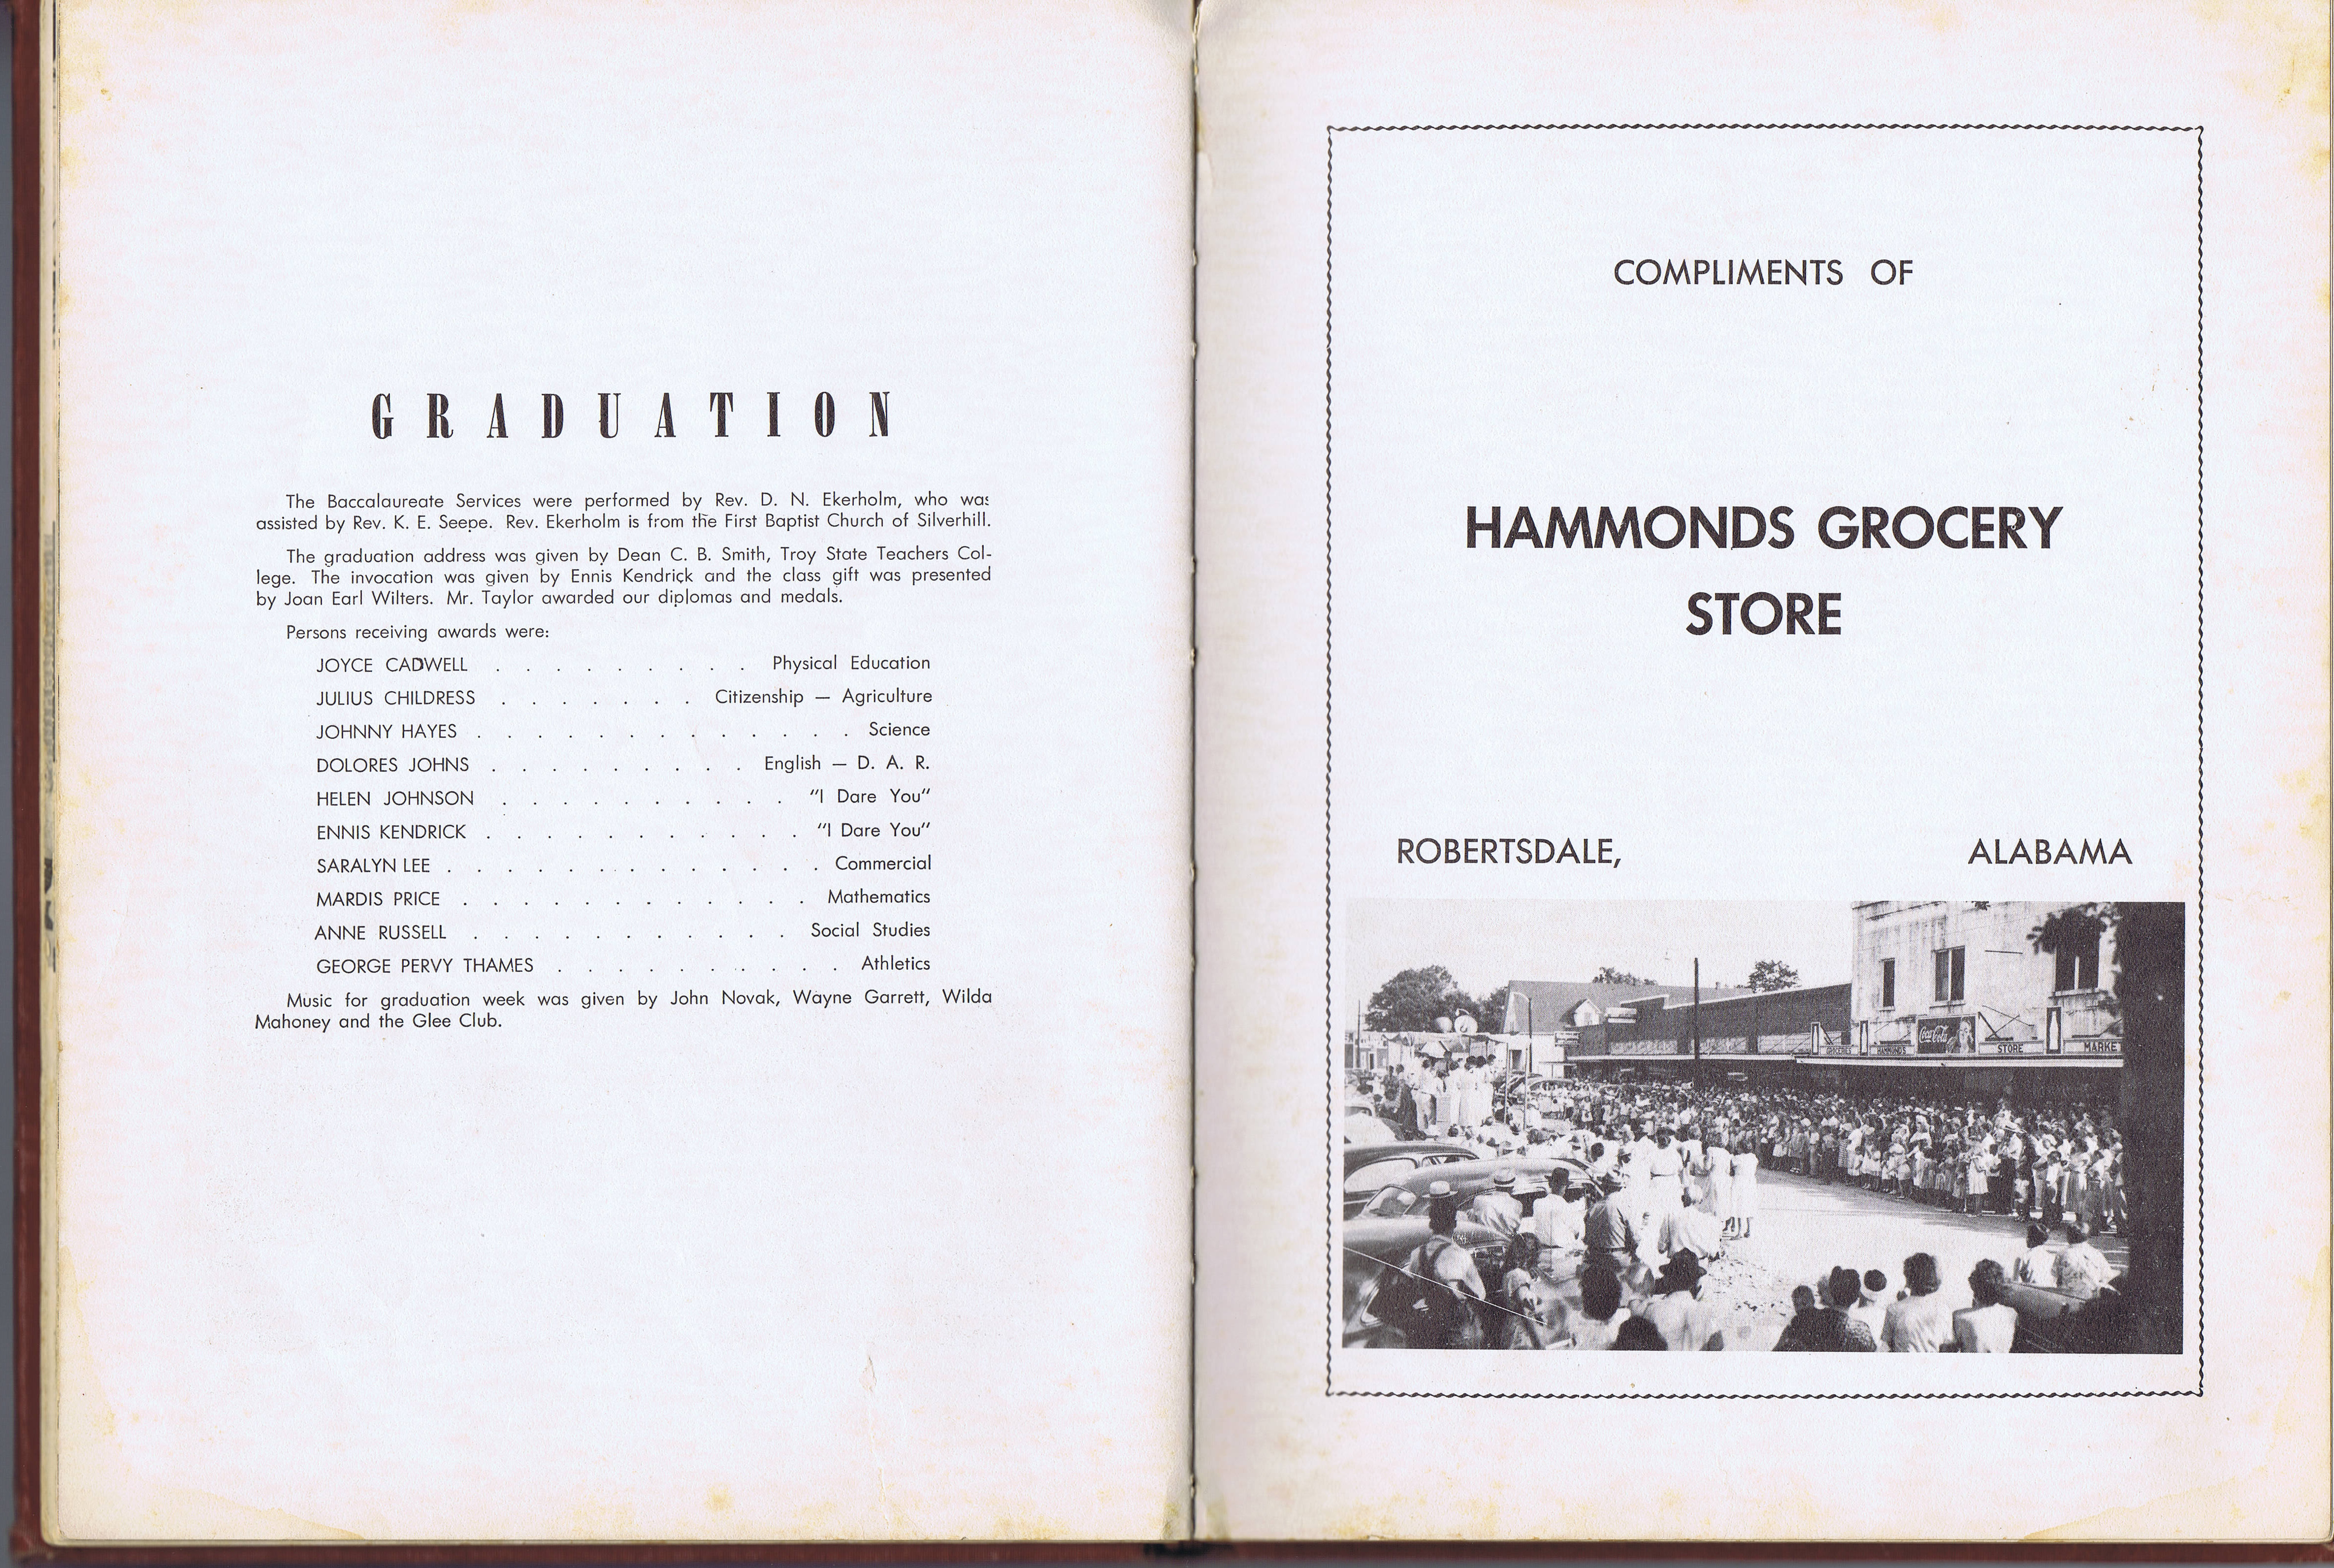 GRADUATION
The Baccalaureate Services were performed by Rev. D. N. Ekerholm, who was
assisted by Rev. K. E. Seepe. Rev. Ekerholm is from the First Baptist Church of Silverhill.
The graduation address was given by Dean C. B. Smith, Troy State Teachers Col-
lege. The invocation was given by Ennis Kendrick and the class gift was presented
by Joan Earl Wilters. Mr. Taylor awarded our diplomas and medals.
Persons receiving awards were:
JOYCE CADWELL . . . . . . . . . Physical Education
JULIUS CHILDRESS . . . . . . . Citizenship — Agriculture
JOHNNY HAYES . . . . . . . . . . . . . Science
DOLORES JOHNS . . . . . . . . . English — D. A. R.
HELEN JOHNSON . . . . . . . . . . "I Dare You"
ENNIS KENDRICK . . . . . . . . . . . "I Dare You"
SARALYN LEE . . . . . . . . . . . . . Commercial
MARDIS PRICE . . . . . . . . . . . . Mathematics
ANNE RUSSELL . . . . . . . . . . . Social Studies
GEORGE PERVY THAMES . . . . . . . . . . Athletics
Music for graduation week was given by John Novak, Wayne Garrett, Wilda
Mahoney and the Glee Club.
COMPLIMENTS OF
HAMMONDS GROCERY
STORE
ROBERTSDALE, ALABAMA
Coca-Cola
GROCERIES HAMMONDS STORE MARKE